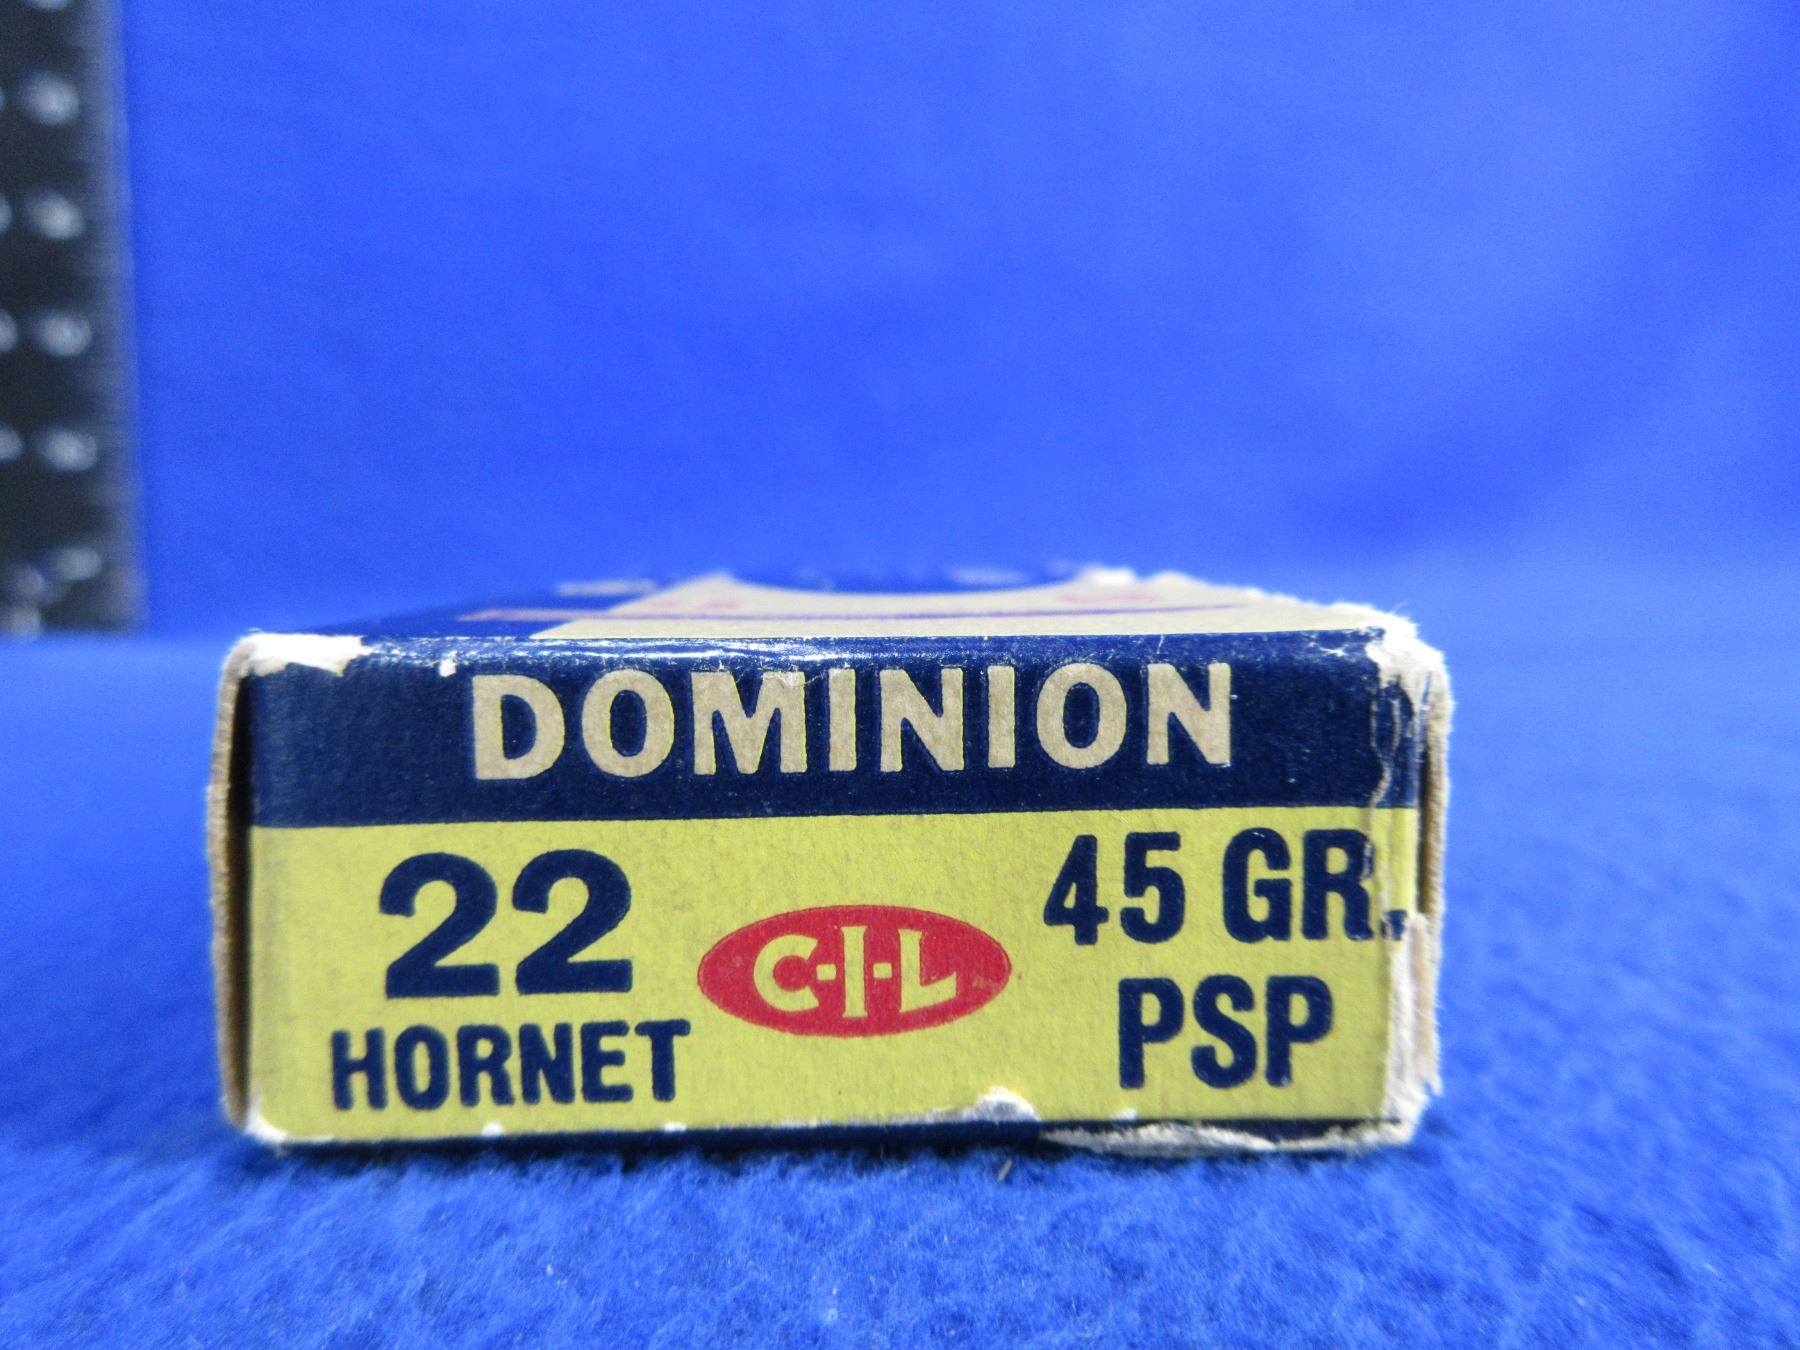 DOMINION
22
HORNET
C-I-L
45 GR.
PSP